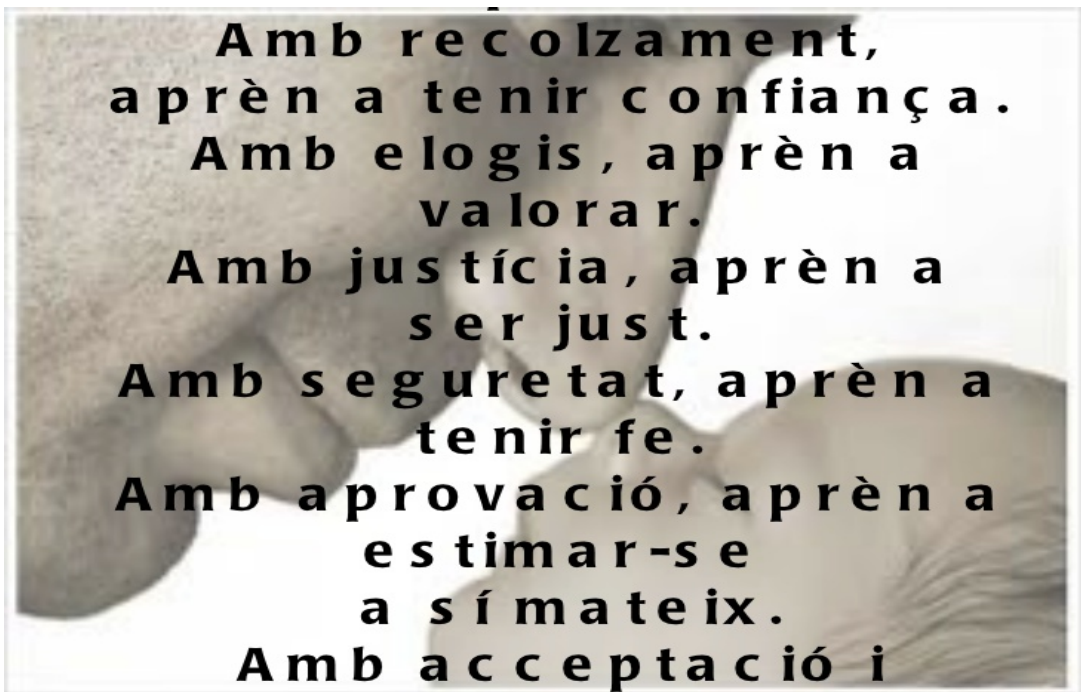 Amb recolzament,
aprèn a tenir confiança.
Amb elogis, aprèn a
valorar.
Amb justícia, aprèn a
ser just.
Amb seguretat, aprèn a
tenir fe.
Amb aprovació, aprèn a
estimar-se
a sí mateix.
Amb acceptació i